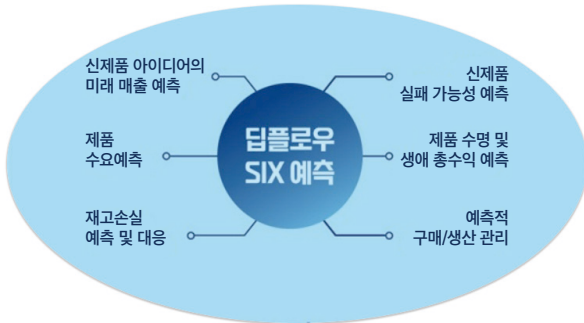 신제품 아이디어의
미래 매출 예측
제품
수요예측
재고손실
예측 및 대응
딥플로우
SIX 예측
신제품
실패 가능성 예측
제품 수명 및
생애 총수익 예측
예측적
구매/생산 관리